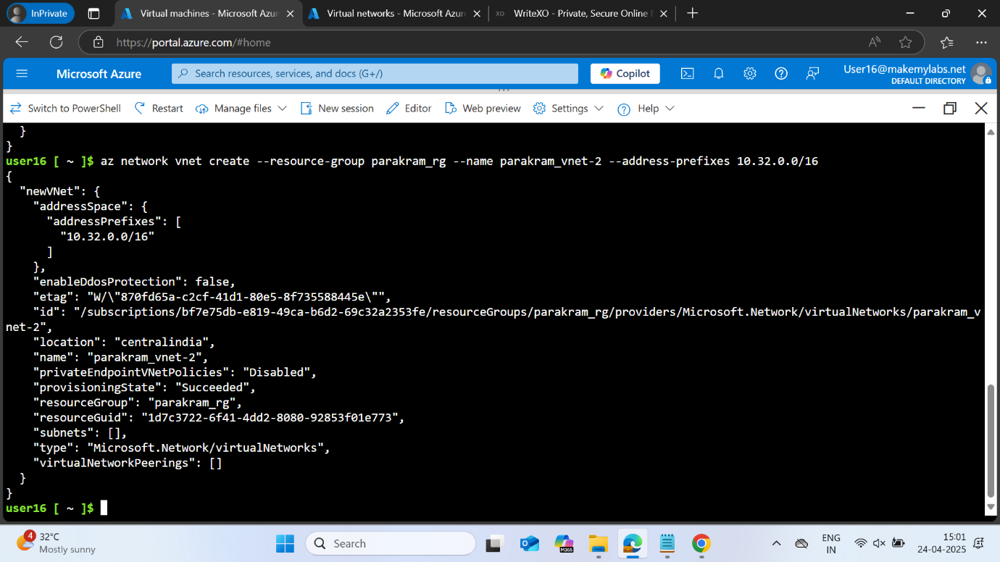 InPrivate
Virtual machines - Microsoft Azur
Virtual networks - Microsoft Azur
XO WriteXO - Private, Secure Online N
https://portal.azure.com/#home
Microsoft Azure
Search resources, services, and docs (G+/)
Copilot
User16@makemylabs.net
DEFAULT DIRECTORY
Switch to PowerShell
Restart
Manage files
New session
Editor
Web preview
Settings
Help
}
}
user16 [ ~ ]$ az network vnet create --resource-group parakram_rg --name parakram_vnet-2 --address-prefixes 10.32.0.0/16
{
"newVNet": {
"addressSpace": {
"addressPrefixes": [
"10.32.0.0/16"
]
},
"enableDdosProtection": false,
"etag": "W/\"870fd65a-c2cf-41d1-80e5-8f735588445e\"",
"id": "/subscriptions/bf7e75db-e819-49ca-b6d2-69c32a2353fe/resourceGroups/parakram_rg/providers/Microsoft.Network/virtualNetworks/parakram_v
net-2",
"location": "centralindia",
"name": "parakram_vnet-2",
"privateEndpointVNetPolicies": "Disabled",
"provisioningState": "Succeeded",
"resourceGroup": "parakram_rg",
"resourceGuid": "1d7c3722-6f41-4dd2-8080-92853f01e773",
"subnets": [],
"type": "Microsoft.Network/virtualNetworks",
"virtualNetworkPeerings": []
}
}
user16 [ ~ ]$
4
32°C
Mostly sunny
Search
M365
ENG
IN
15:01
24-04-2025